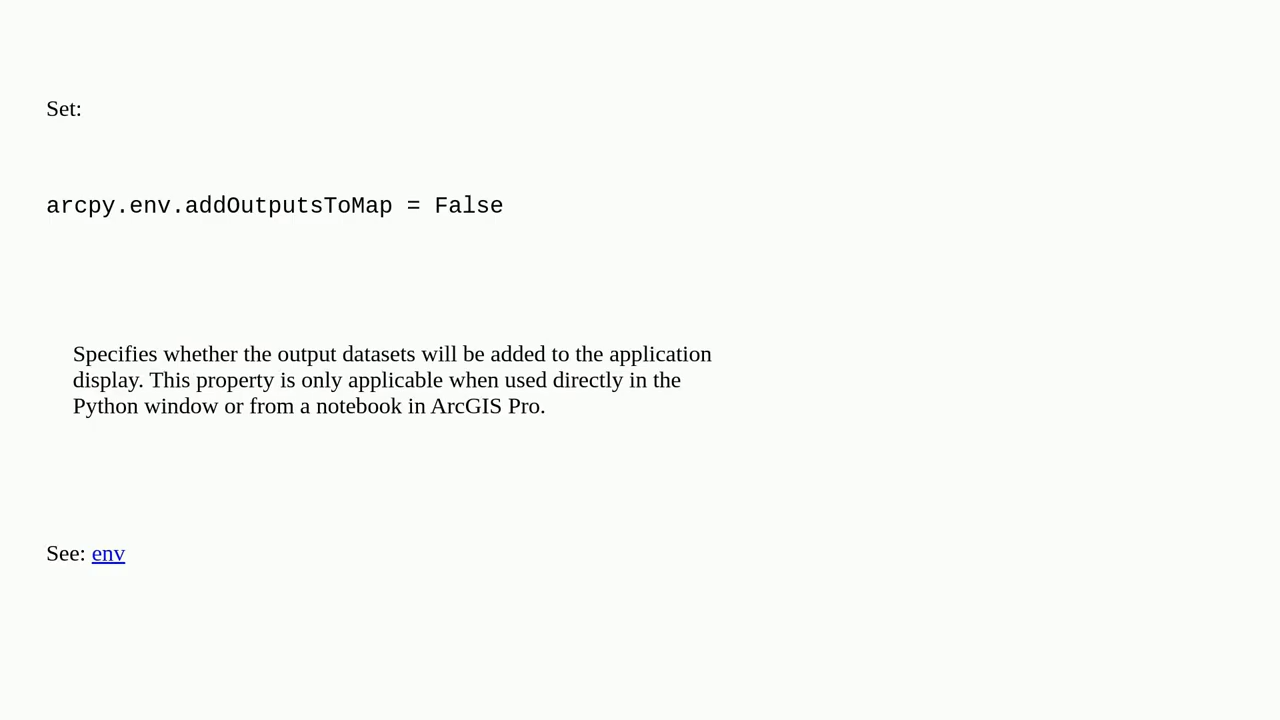 Set:
arcpy.env.addOutputsToMap = False
Specifies whether the output datasets will be added to the application
display. This property is only applicable when used directly in the
Python window or from a notebook in ArcGIS Pro.
See: env